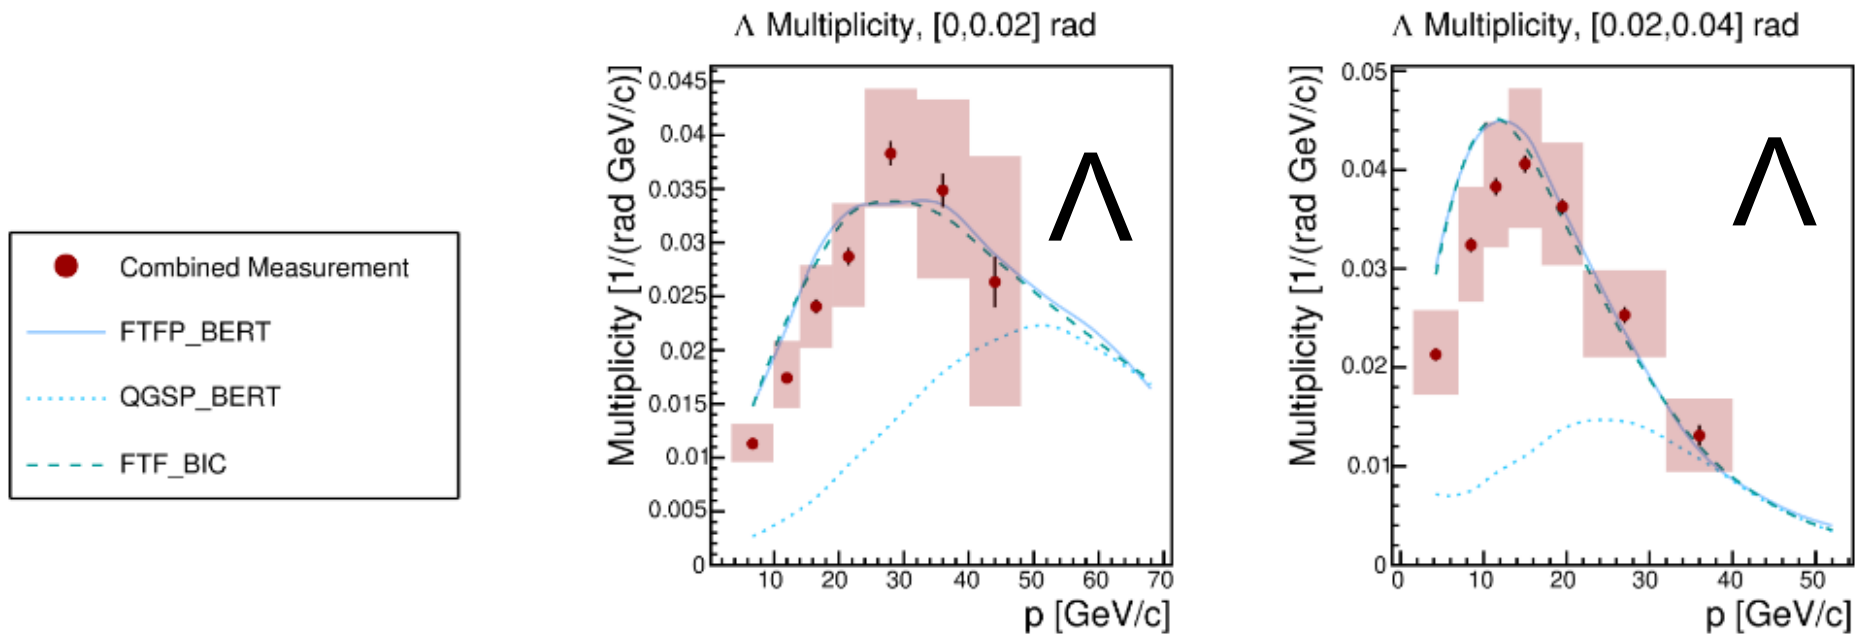 Combined Measurement
FTFP_BERT
QGSP_BERT
FTF_BIC
Λ Multiplicity, [0,0.02] rad
Multiplicity [1/(rad GeV/c)]
0.045
0.04
0.035
0.03
0.025
0.02
0.015
0.01
0.005
0
Λ
10 20 30 40 50 60 70
p [GeV/c]
Λ Multiplicity, [0.02,0.04] rad
Multiplicity [1/(rad GeV/c)]
0.05
0.04
0.03
0.02
0.01
0
Λ
0 10 20 30 40 50
p [GeV/c]